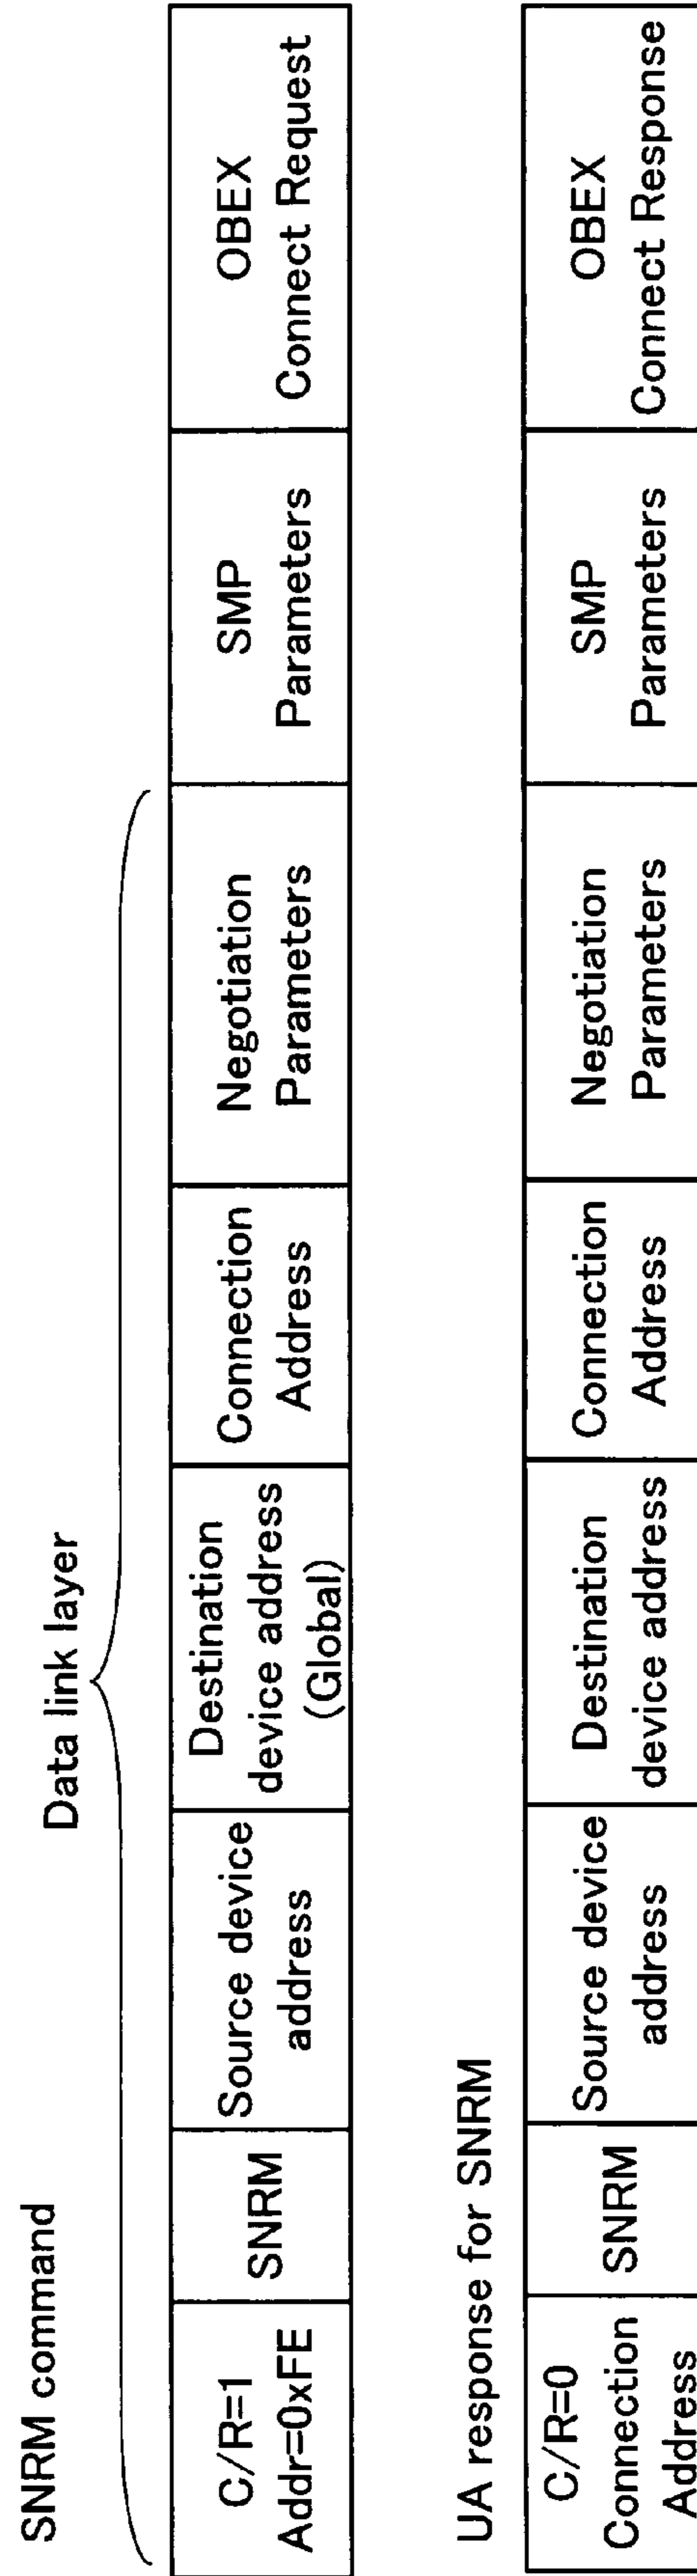 SNRM command
Data link layer
C/R=1
Addr=0xFE
SNRM
Source device
address
Destination
device address
(Global)
Connection
Address
Negotiation
Parameters
SMP
Parameters
OBEX
Connect Request
UA response for SNRM
C/R=0
Connection
Address
SNRM
Source device
address
Destination
device address
Connection
Address
Negotiation
Parameters
SMP
Parameters
OBEX
Connect Response